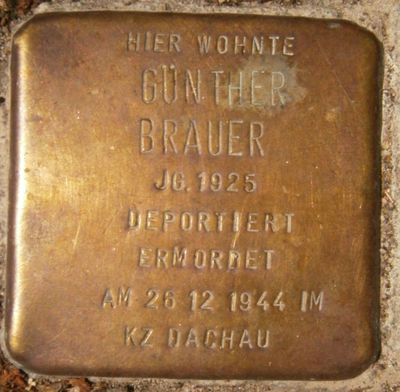 HIER WOHNTE
GÜNTHER
BRAUER
JG. 1925
DEPORTIERT
ERMORDET
AM 26 12 1944 IM
KZ DACHAU